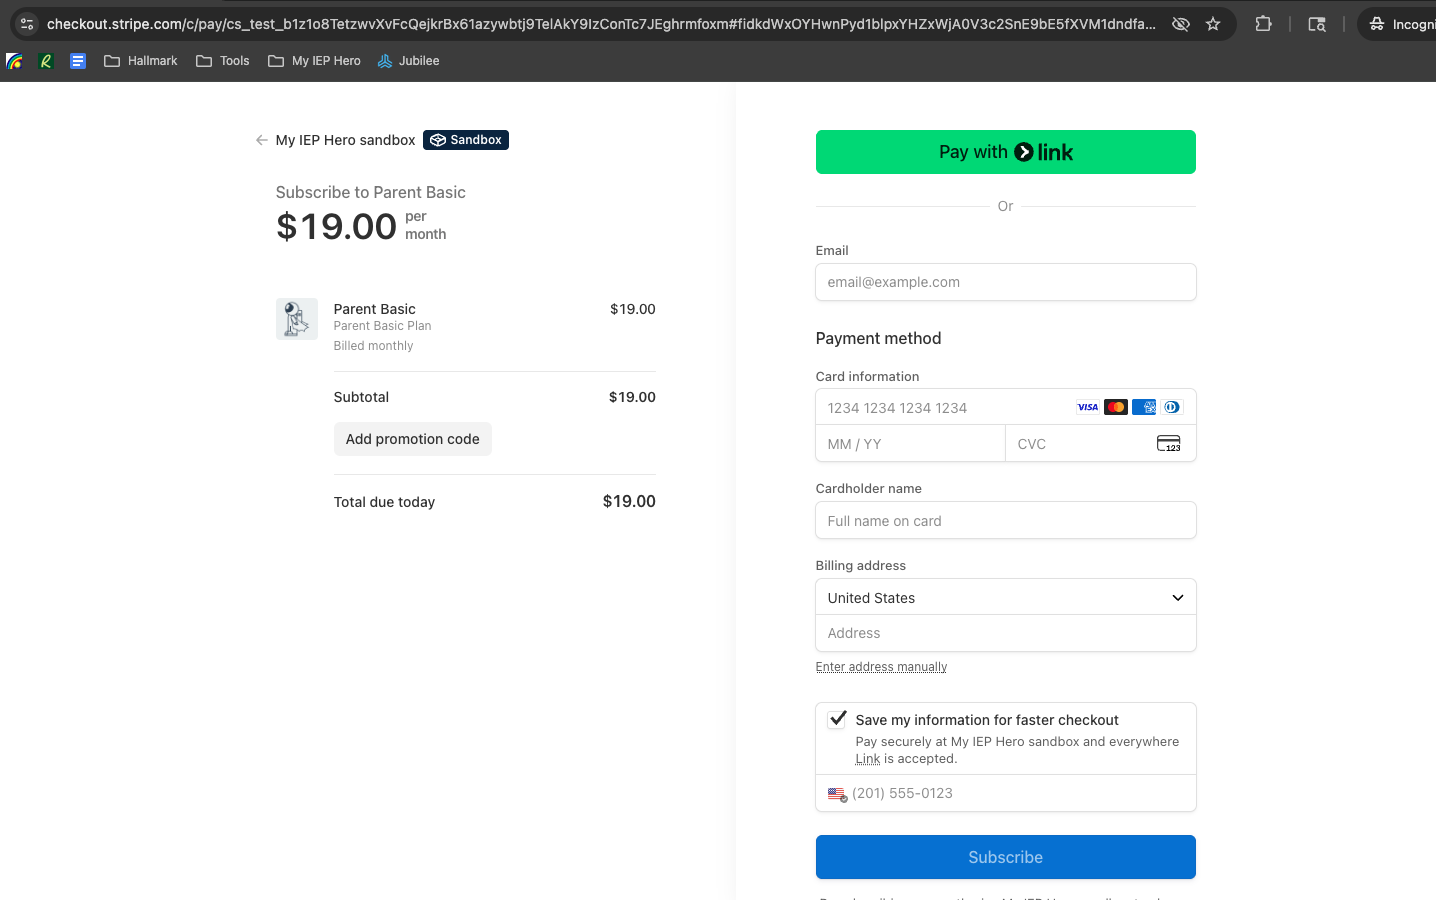 checkout.stripe.com/c/pay/cs_test_b1z1o8TetzwvXvFcQejkrBx61azywbtj9TelAkY9IzConTc7JEghrmfoxm#fidkdWxOYHwnPyd1blpxYHZxWjA0V3c2SnE9bE5fXVM1dndfa...
Incogni
Hallmark
Tools
My IEP Hero
Jubilee
My IEP Hero sandbox
Sandbox
Subscribe to Parent Basic
$19.00 per
month
Parent Basic $19.00
Parent Basic Plan
Billed monthly
Subtotal $19.00
Add promotion code
Total due today $19.00
Pay with link
Or
Email
email@example.com
Payment method
Card information
1234 1234 1234 1234
VISA
MM / YY
CVC
123
Cardholder name
Full name on card
Billing address
United States
Address
Enter address manually
Save my information for faster checkout
Pay securely at My IEP Hero sandbox and everywhere
Link is accepted.
(201) 555-0123
Subscribe